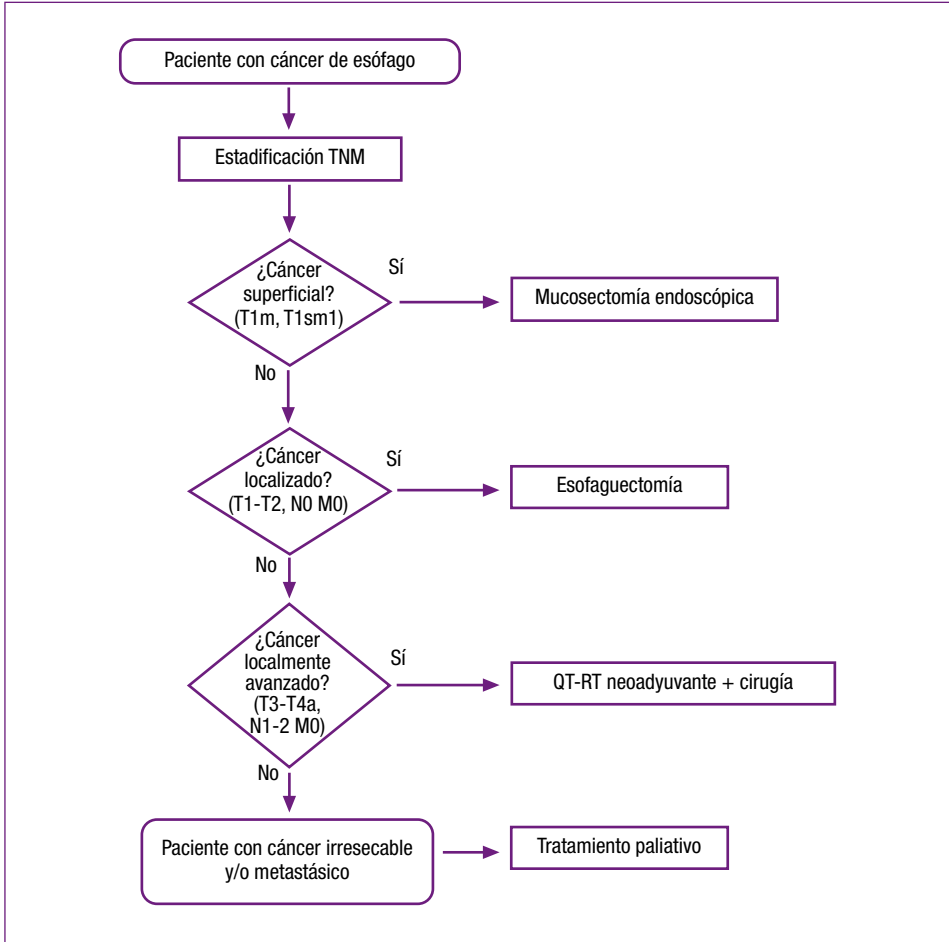 Paciente con cáncer de esófago
Estadificación TNM
¿Cáncer
superficial?
(T1m, T1sm1)
Sí
Mucosectomía endoscópica
No
¿Cáncer
localizado?
(T1-T2, N0 M0)
Sí
Esofaguectomía
No
¿Cáncer
localmente
avanzado?
(T3-T4a,
N1-2 M0)
Sí
QT-RT neoadyuvante + cirugía
No
Paciente con cáncer irresecable
y/o metastásico
Tratamiento paliativo